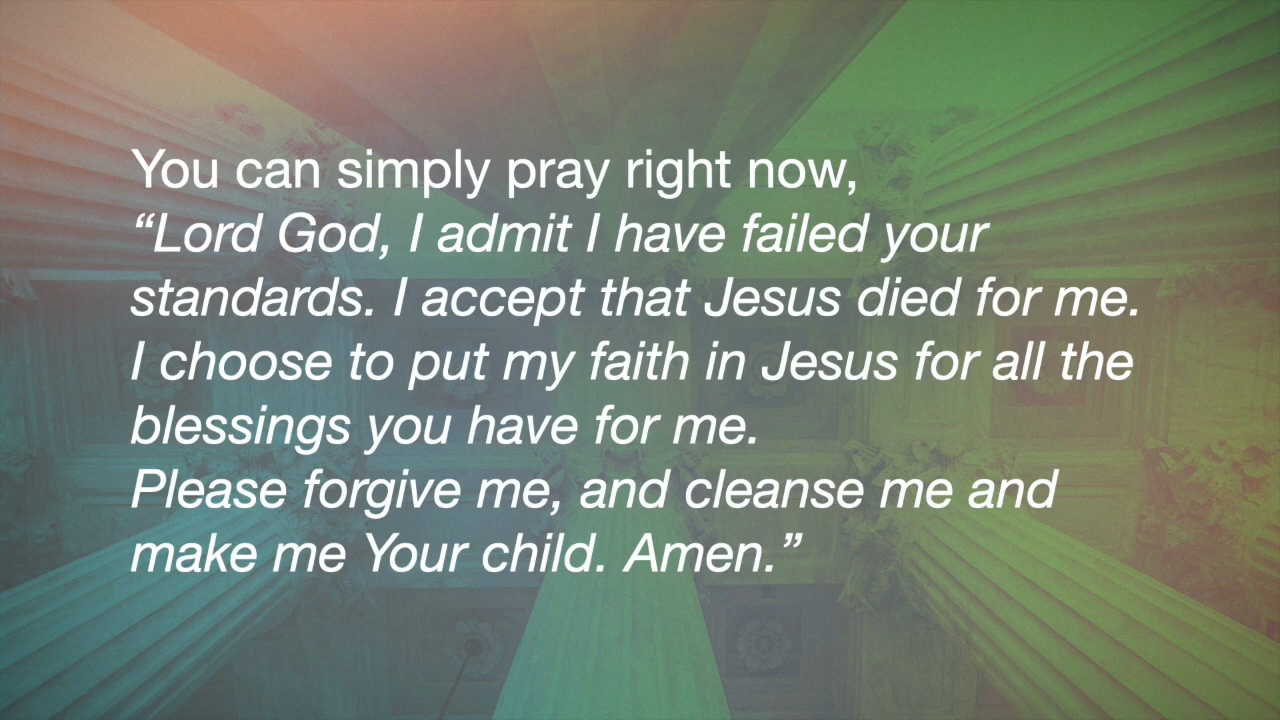 You can simply pray right now,
“Lord God, I admit I have failed your
standards. I accept that Jesus died for me.
I choose to put my faith in Jesus for all the
blessings you have for me.
Please forgive me, and cleanse me and
make me Your child. Amen.”